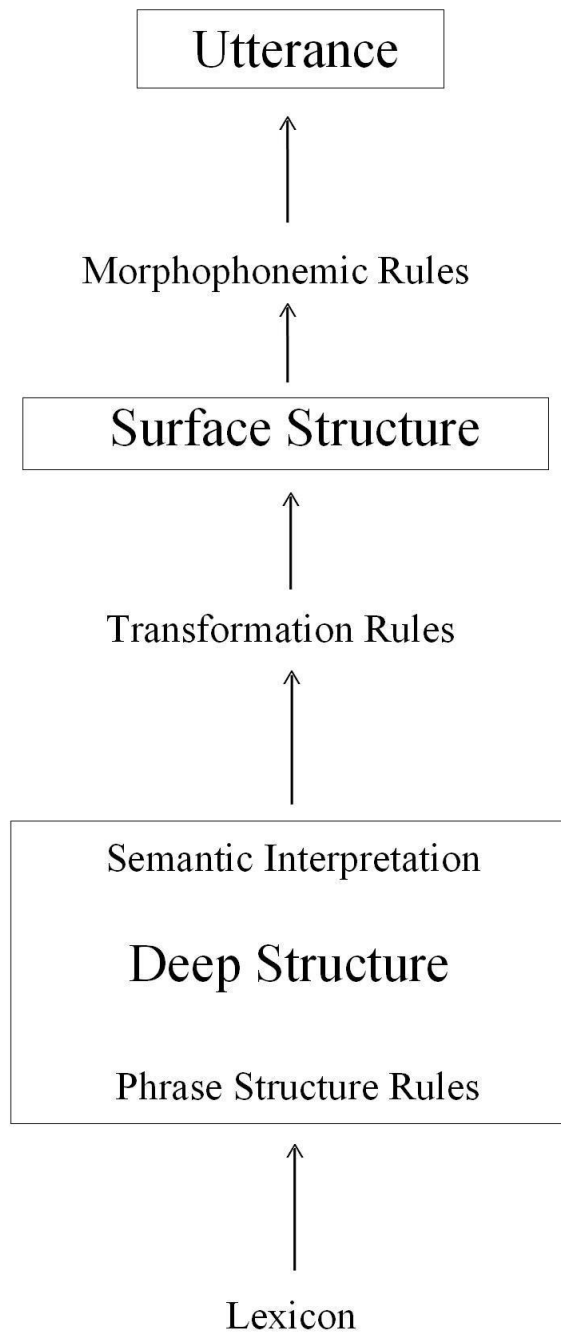 Utterance
Morphophonemic Rules
Surface Structure
Transformation Rules
Semantic Interpretation
Deep Structure
Phrase Structure Rules
Lexicon